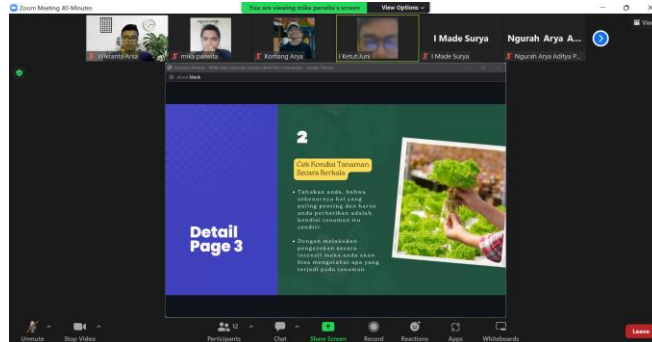 Zoom Meeting 40-Minutes
You are viewing mika parwita's screen
View Options
View
Wikranta Arsa
mika parwita
Komang Arya
I Ketut Juni
I Made Surya
I Made Surya
Ngurah Arya A...
Ngurah Arya Aditya P...
about:blank
2
Cek Kondisi Tanaman
Secara Berkala
Tahukan anda, bahwa
sebenarnya hal yang
paling penting dan harus
anda perhatikan adalah
kondisi tanaman itu
sendiri.
Dengan melakukan
pengecekan secara
intensif maka anda akan
bisa mengetahui apa yang
terjadi pada tanaman.
Detail
Page 3
Unmute
Stop Video
Participants
12
Chat
Share Screen
Record
Reactions
Apps
Whiteboards
Leave